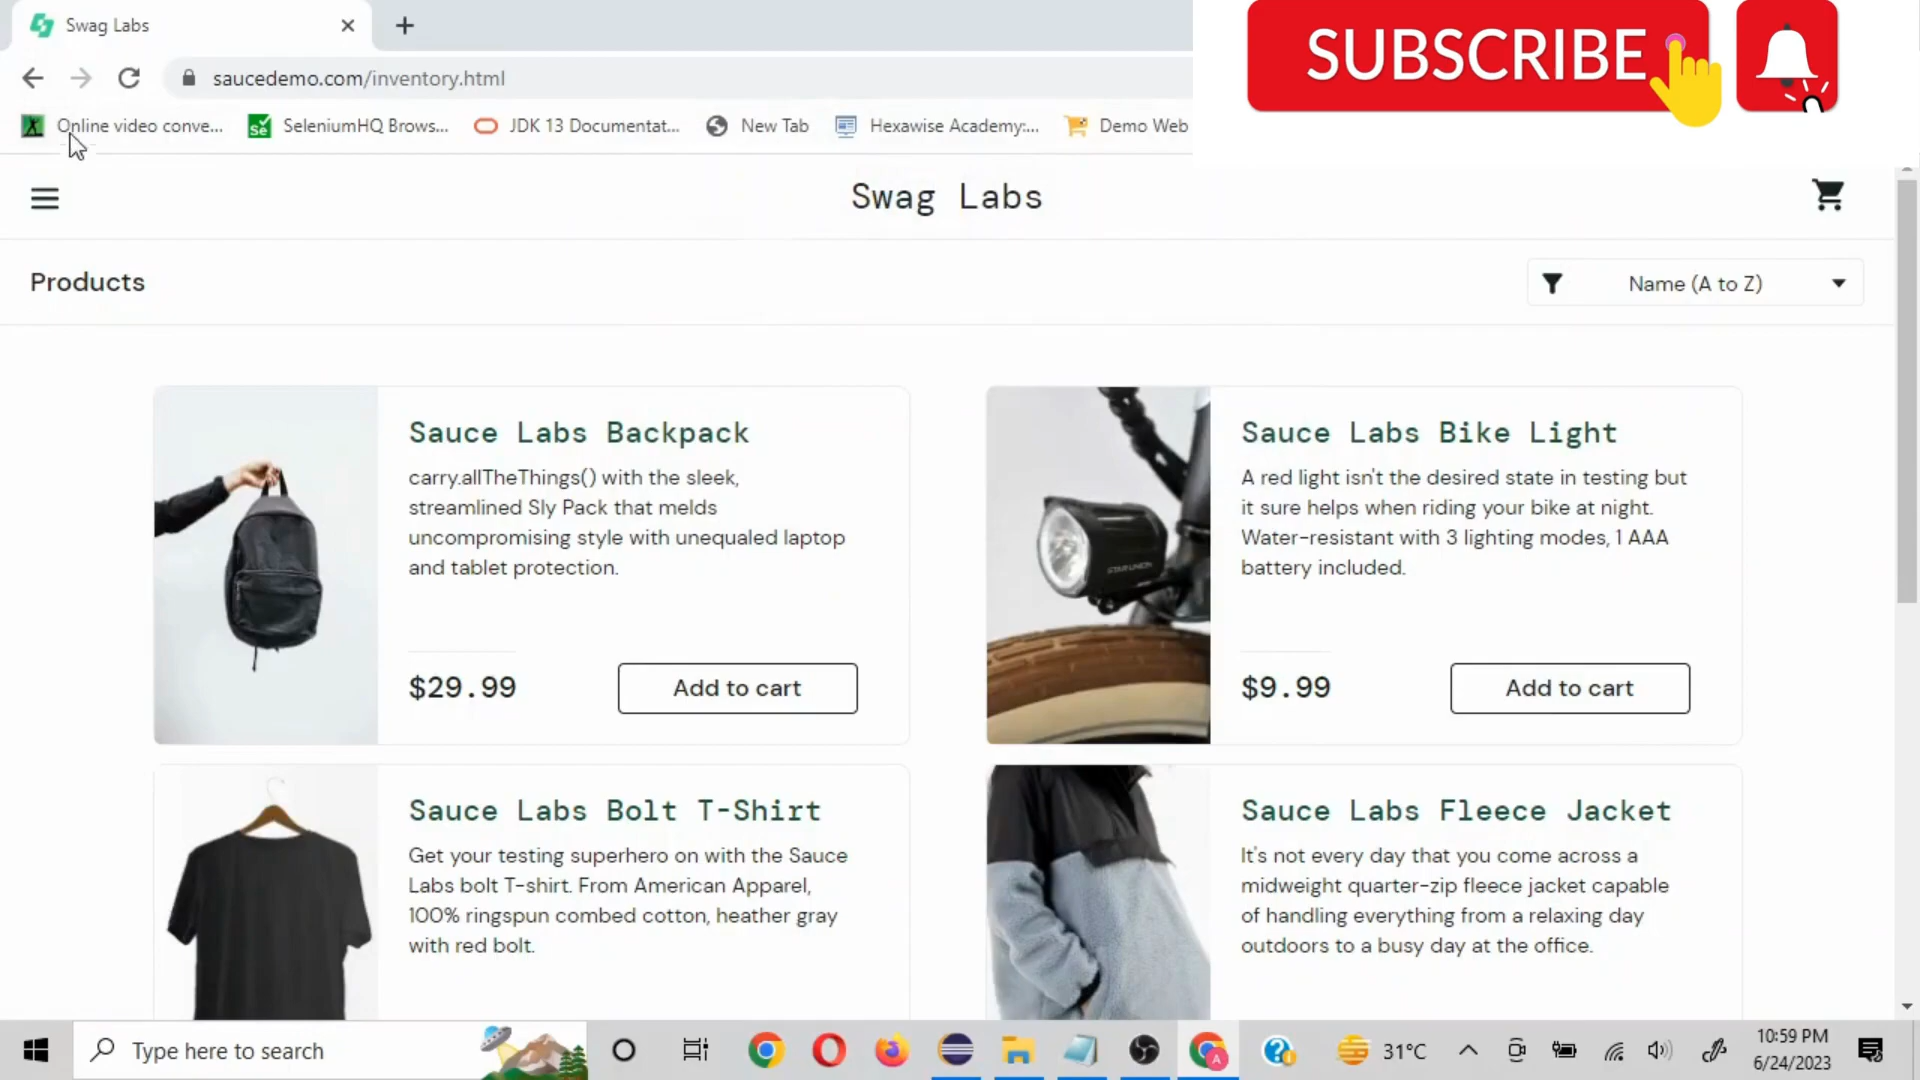 Swag Labs
SUBSCRIBE
saucedemo.com/inventory.html
Online video conve...
SeleniumHQ Brows...
JDK 13 Documentat...
New Tab
Hexawise Academy:...
Demo Web
Swag Labs
Products
Name (A to Z)
Sauce Labs Backpack
carry.allTheThings() with the sleek,
streamlined Sly Pack that melds
uncompromising style with unequaled laptop
and tablet protection.
$29.99
Add to cart
Sauce Labs Bike Light
A red light isn't the desired state in testing but
it sure helps when riding your bike at night.
Water-resistant with 3 lighting modes, 1 AAA
battery included.
$9.99
Add to cart
Sauce Labs Bolt T-Shirt
Get your testing superhero on with the Sauce
Labs bolt T-shirt. From American Apparel,
100% ringspun combed cotton, heather gray
with red bolt.
Sauce Labs Fleece Jacket
It's not every day that you come across a
midweight quarter-zip fleece jacket capable
of handling everything from a relaxing day
outdoors to a busy day at the office.
Type here to search
31°C
10:59 PM
6/24/2023